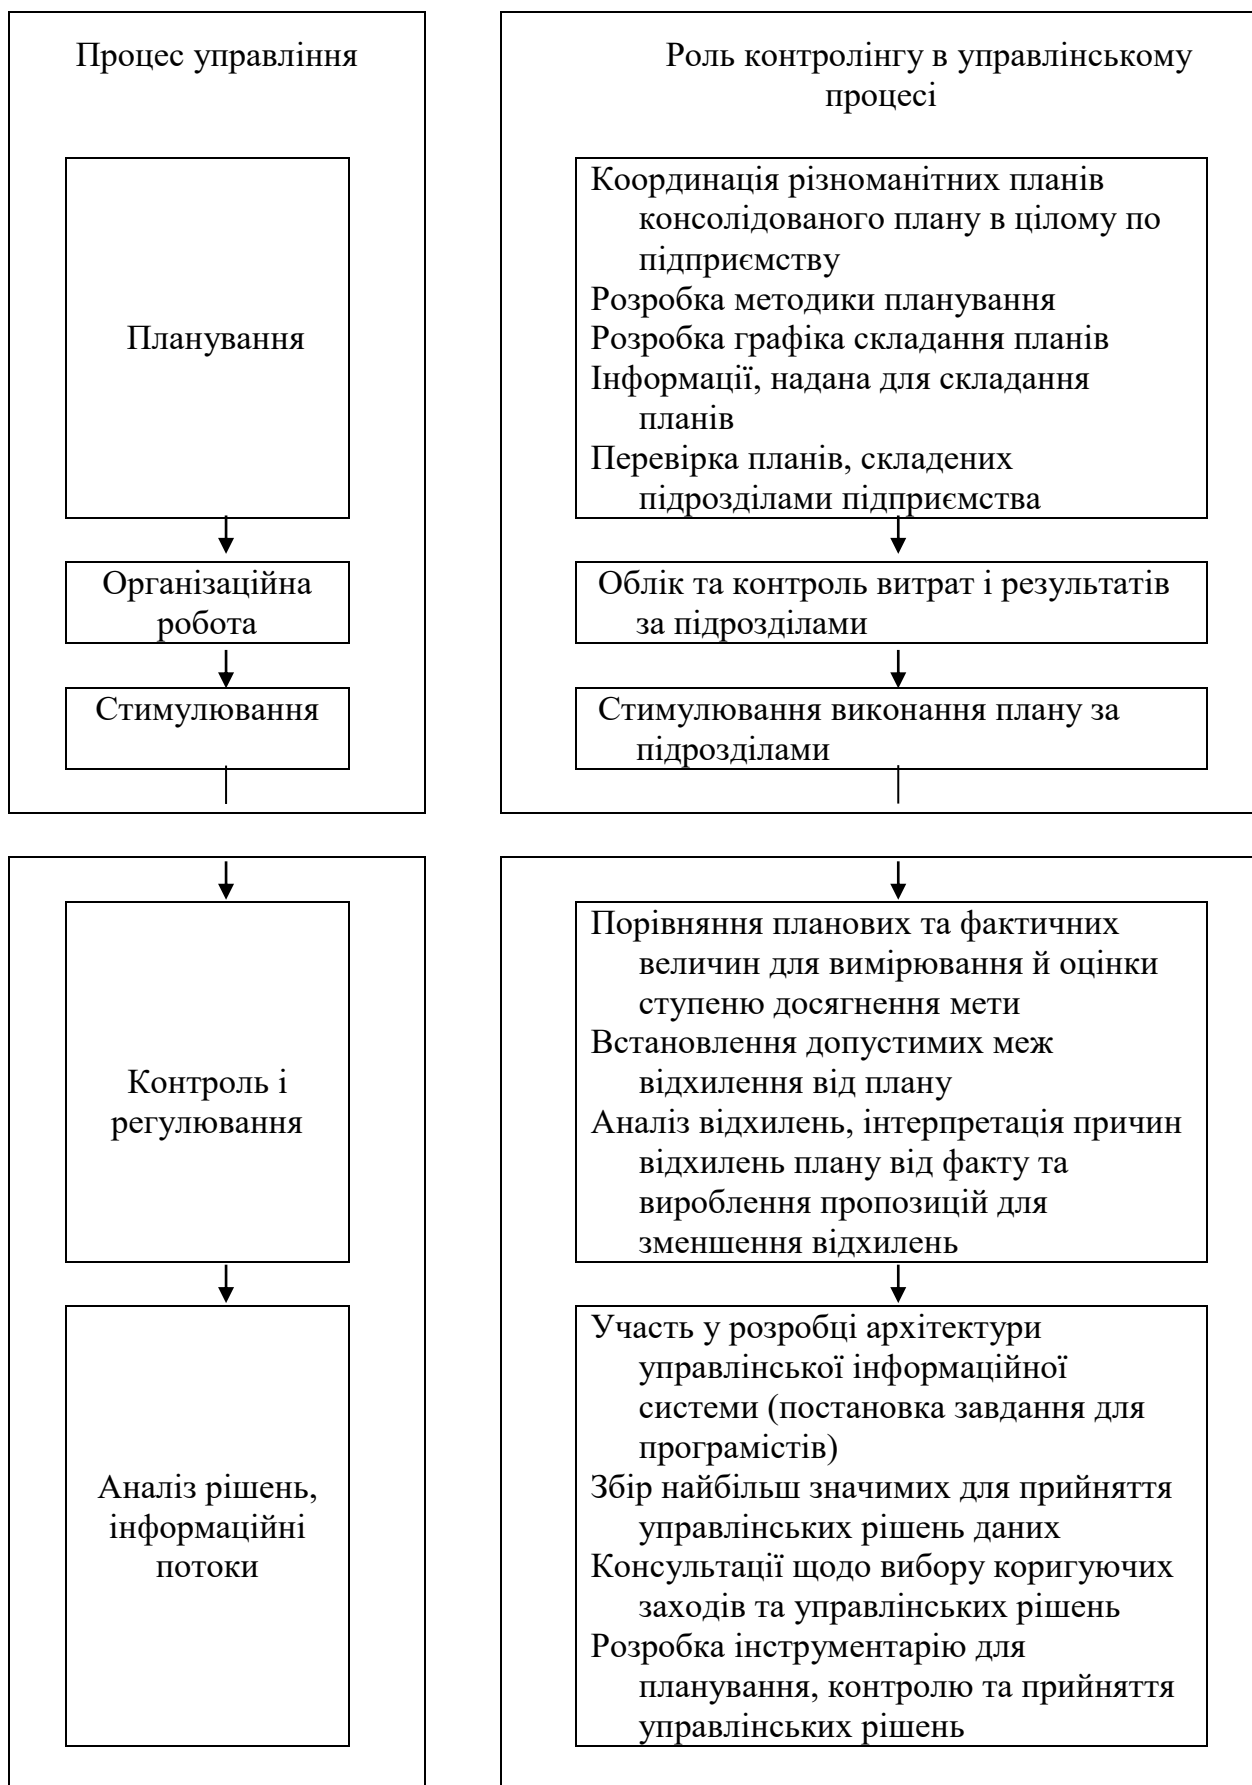 Процес управління
Роль контролінгу в управлінському
процесі
Планування
Координація різноманітних планів
консолідованого плану в цілому по
підприємству
Розробка методики планування
Розробка графіка складання планів
Інформації, надана для складання
планів
Перевірка планів, складених
підрозділами підприємства
Організаційна
робота
Облік та контроль витрат і результатів
за підрозділами
Стимулювання
Стимулювання виконання плану за
підрозділами
Контроль і
регулювання
Порівняння планових та фактичних
величин для вимірювання й оцінки
ступеню досягнення мети
Встановлення допустимих меж
відхилення від плану
Аналіз відхилень, інтерпретація причин
відхилень плану від факту та
вироблення пропозицій для
зменшення відхилень
Аналіз рішень,
інформаційні
потоки
Участь у розробці архітектури
управлінської інформаційної
системи (постановка завдання для
програмістів)
Збір найбільш значимих для прийняття
управлінських рішень даних
Консультації щодо вибору коригуючих
заходів та управлінських рішень
Розробка інструментарію для
планування, контролю та прийняття
управлінських рішень